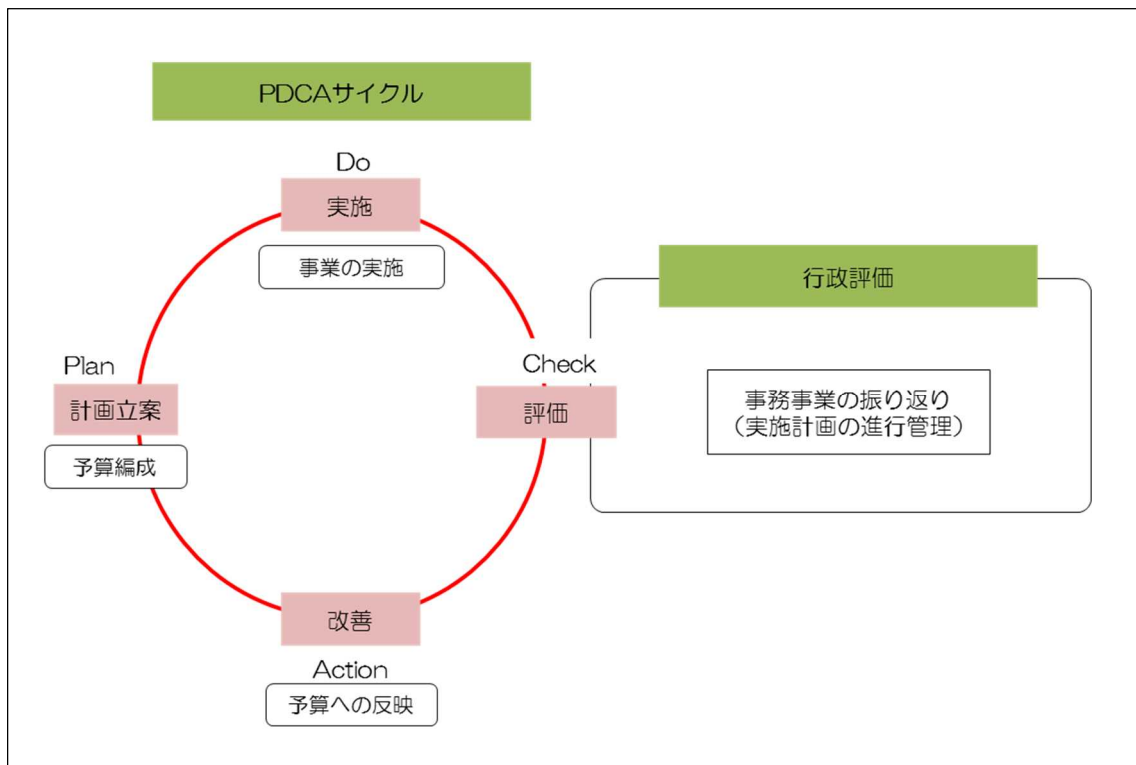 PDCAサイクル
Do
実施
事業の実施
行政評価
Plan
計画立案
予算編成
Check
評価
事務事業の振り返り
（実施計画の進行管理）
改善
Action
予算への反映